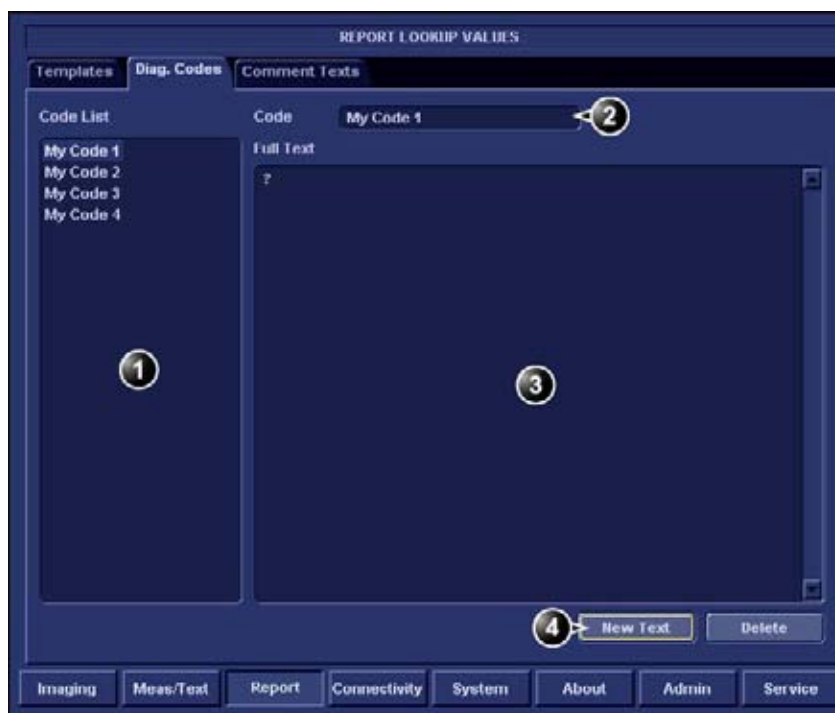 REPORT LOOKUP VALUES
Templates Diag. Codes Comment Texts
Code List Code My Code 1 2
Full Text
My Code 1
My Code 2
My Code 3
My Code 4
?
1
3
4 New Text Delete
Imaging Meas/Text Report Connectivity System About Admin Service